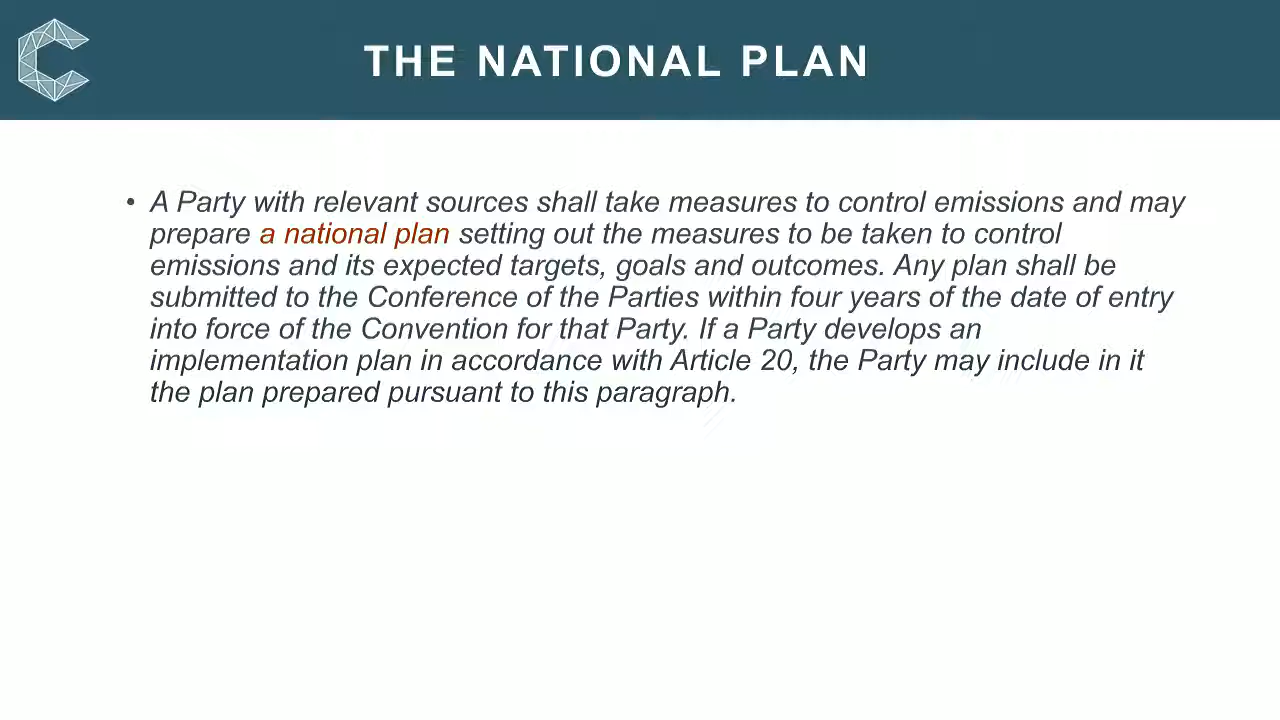 THE NATIONAL PLAN
• A Party with relevant sources shall take measures to control emissions and may
prepare a national plan setting out the measures to be taken to control
emissions and its expected targets, goals and outcomes. Any plan shall be
submitted to the Conference of the Parties within four years of the date of entry
into force of the Convention for that Party. If a Party develops an
implementation plan in accordance with Article 20, the Party may include in it
the plan prepared pursuant to this paragraph.